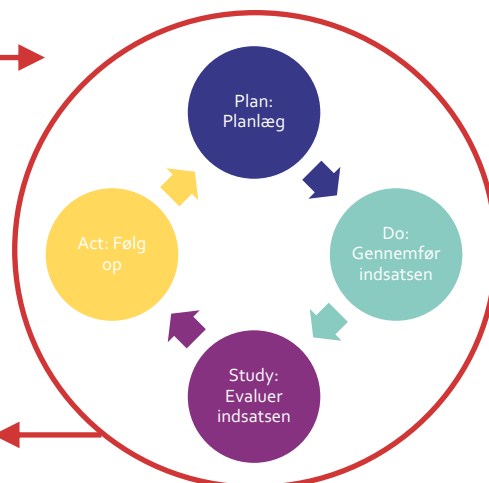 Plan:
Planlæg
Do:
Gennemfør
indsatsen
Study:
Evaluer
indsatsen
Act: Følg
op